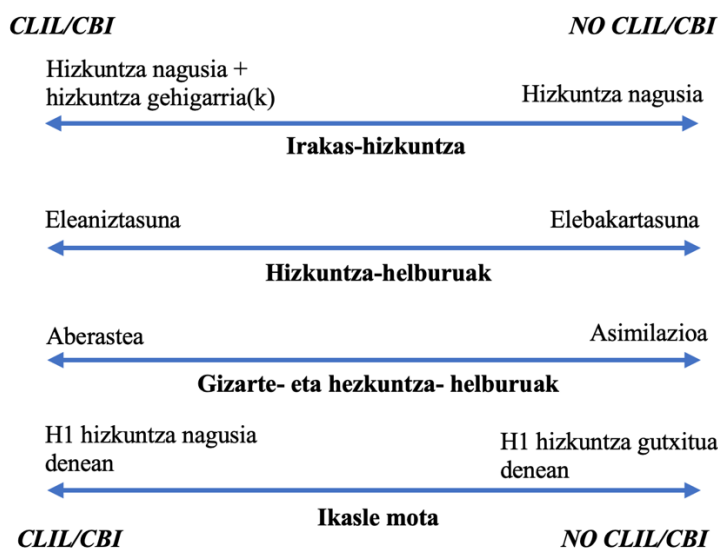 CLIL/CBI
NO CLIL/CBI
Hizkuntza nagusia +
hizkuntza gehigarria(k)
Hizkuntza nagusia
Irakas-hizkuntza
Eleaniztasuna
Elebakartasuna
Hizkuntza-helburuak
Aberastea
Asimilazioa
Gizarte- eta hezkuntza- helburuak
H1 hizkuntza nagusia
denean
H1 hizkuntza gutxitua
denean
Ikasle mota
CLIL/CBI
NO CLIL/CBI